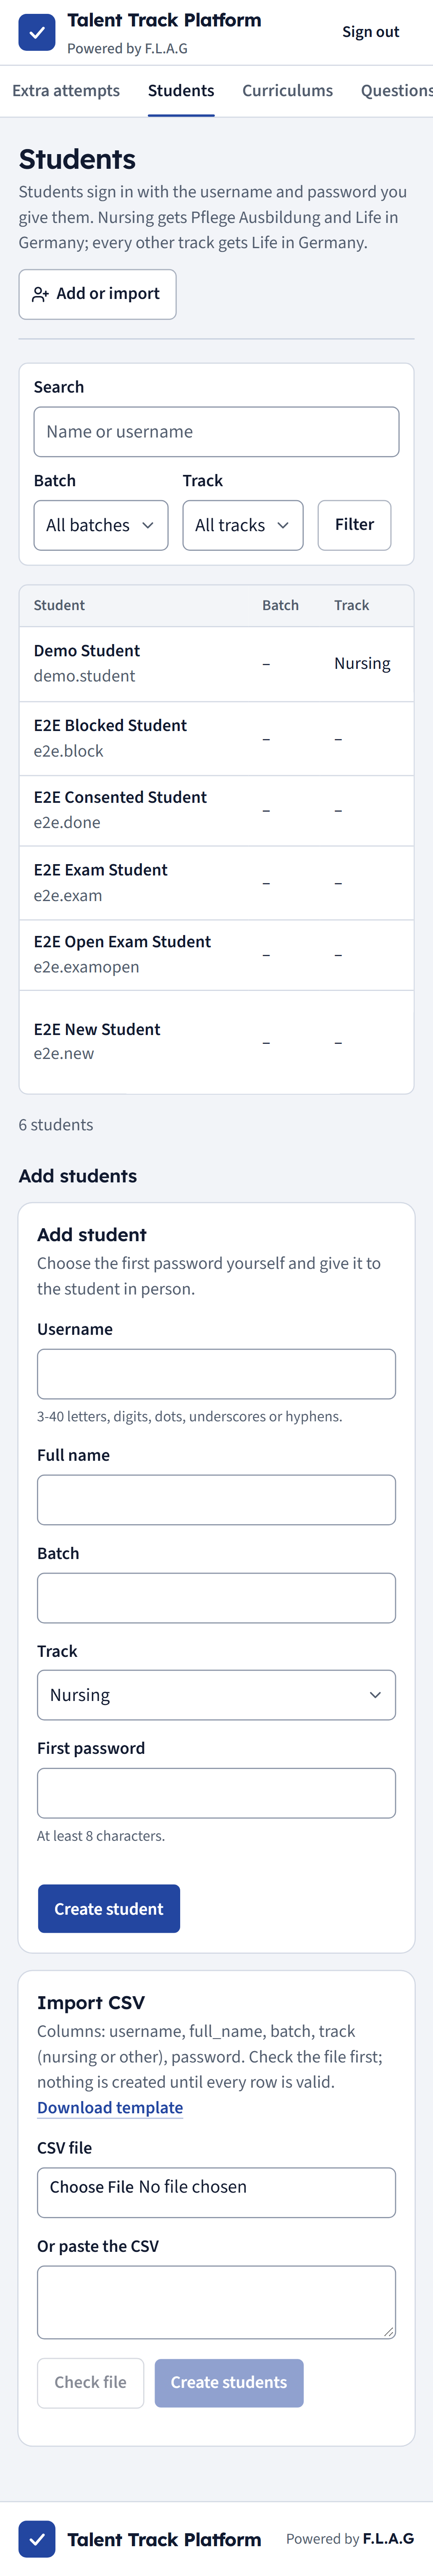 Talent Track Platform
Powered by F.L.A.G
Sign out
Extra attempts
Students
Curriculums
Questions
Students
Students sign in with the username and password you
give them. Nursing gets Pflege Ausbildung and Life in
Germany; every other track gets Life in Germany.
Add or import
Search
Name or username
Batch
Track
All batches
All tracks
Filter
Student Batch Track
Demo Student
demo.student
– Nursing
E2E Blocked Student
e2e.block
– –
E2E Consented Student
e2e.done
– –
E2E Exam Student
e2e.exam
– –
E2E Open Exam Student
e2e.examopen
– –
E2E New Student
e2e.new
– –
6 students
Add students
Add student
Choose the first password yourself and give it to
the student in person.
Username
3-40 letters, digits, dots, underscores or hyphens.
Full name
Batch
Track
Nursing
First password
At least 8 characters.
Create student
Import CSV
Columns: username, full_name, batch, track
(nursing or other), password. Check the file first;
nothing is created until every row is valid.
Download template
CSV file
Choose File No file chosen
Or paste the CSV
Check file
Create students
Talent Track Platform
Powered by F.L.A.G